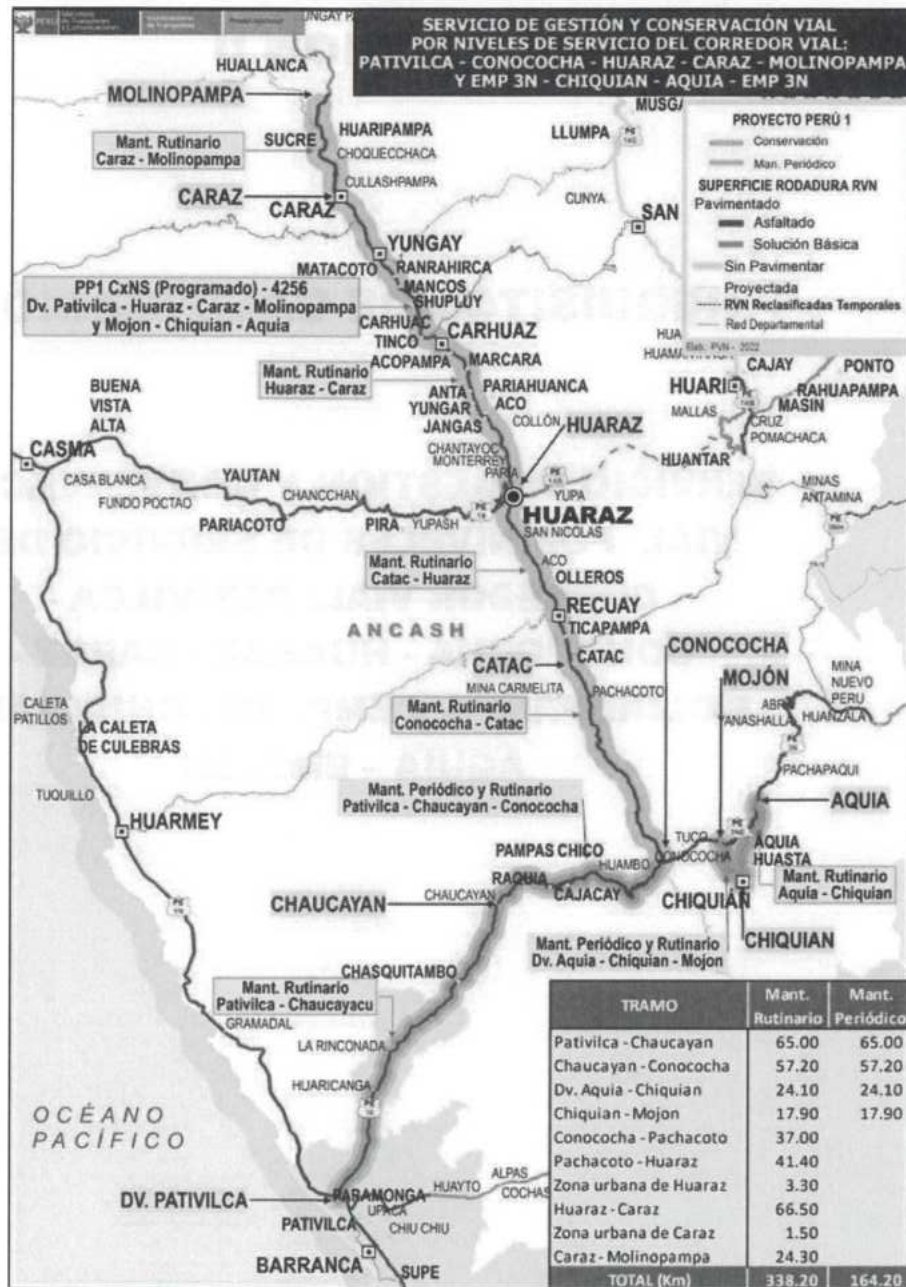 PERÚ
SERVICIO DE GESTIÓN Y CONSERVACIÓN VIAL
POR NIVELES DE SERVICIO DEL CORREDOR VIAL:
PATIVILCA - CONOCOCHA - HUARAZ - CARAZ - MOLINOPAMPA
Y EMP 3N - CHIQUIAN - AQUIA - EMP 3N
HUALLANCA
MOLINOPAMPA
Mant. Rutinario
Caraz - Molinopampa
SUCRE
HUARIPAMPA
CHOQUECCHACA
CULLASHPAMPA
CARAZ
CARAZ
LLUMPA
MUSGA
CUNYA
SAN
PROYECTO PERÚ 1
Conservación
Man. Periódico
SUPERFICIE RODADURA RVN
Pavimentado
Asfaltado
Solución Básica
Sin Pavimentar
Proyectada
RVN Reclasificadas Temporales
Red Departamental
Elab. PVN - 2022
YUNGAY
MATACOTO
RANRAHIRCA
MANCOS
SHUPLUY
PP1 CxNS (Programado) - 4256
Dv. Pativilca - Huaraz - Caraz - Molinopampa
y Mojon - Chiquian - Aquia
CARHUAC
CARHUAZ
TINCO
ACOPAMPA
MARCARA
Mant. Rutinario
Huaraz - Caraz
ANTA
YUNGAR
JANGAS
PARIAHUANCA
ACO
COLLÓN
CHANTAYOC
MONTERREY
PARIA
HUARAZ
CAJAY
PONTO
HUARI
RAHUAPAMPA
MALLAS
MASIN
CRUZ
POMACHACA
HUANTAR
MINAS
ANTAMINA
BUENA
VISTA
ALTA
CASMA
CASA BLANCA
FUNDO POCTAO
YAUTAN
PARIACOTO
CHANCCHAN
PIRA
YUPASH
YUPA
HUARAZ
SAN NICOLAS
Mant. Rutinario
Catac - Huaraz
ACO
OLLEROS
RECUAY
TICAPAMPA
ANCASH
CATAC
CATAC
MINA CARMELITA
PACHACOTO
CONOCOCHA
MOJÓN
MINA
NUEVO
PERU
ABRA
YANASHALLA
HUANZALA
PACHAPAQUI
AQUIA
Mant. Rutinario
Conococha - Catac
CALETA
PATILLOS
LA CALETA
DE CULEBRAS
TUQUILLO
HUARMEY
Mant. Periódico y Rutinario
Pativilca - Chaucayan - Conococha
PAMPAS CHICO
HUAMBO
CONOCOCHA
TUCO
AQUIA
HUASTA
Mant. Rutinario
Aquia - Chiquian
RAQUIA
CAJACAY
CHAUCAYAN
CHAUCAYAN
CHIQUIÁN
CHIQUIAN
Mant. Periódico y Rutinario
Dv. Aquia - Chiquian - Mojon
CHASQUITAMBO
Mant. Rutinario
Pativilca - Chaucayacu
GRAMADAL
LA RINCONADA
HUARICANGA
OCÉANO
PACÍFICO
DV. PATIVILCA
PARAMONGA
UPACA
HUAYTO
ALPAS
COCHAS
CHIU CHIU
PATIVILCA
BARRANCA
SUPE
TRAMO Mant. Rutinario Mant. Periódico
Pativilca - Chaucayan 65.00 65.00
Chaucayan - Conococha 57.20 57.20
Dv. Aquia - Chiquian 24.10 24.10
Chiquian - Mojon 17.90 17.90
Conococha - Pachacoto 37.00
Pachacoto - Huaraz 41.40
Zona urbana de Huaraz 3.30
Huaraz - Caraz 66.50
Zona urbana de Caraz 1.50
Caraz - Molinopampa 24.30
TOTAL (Km) 338.20 164.20